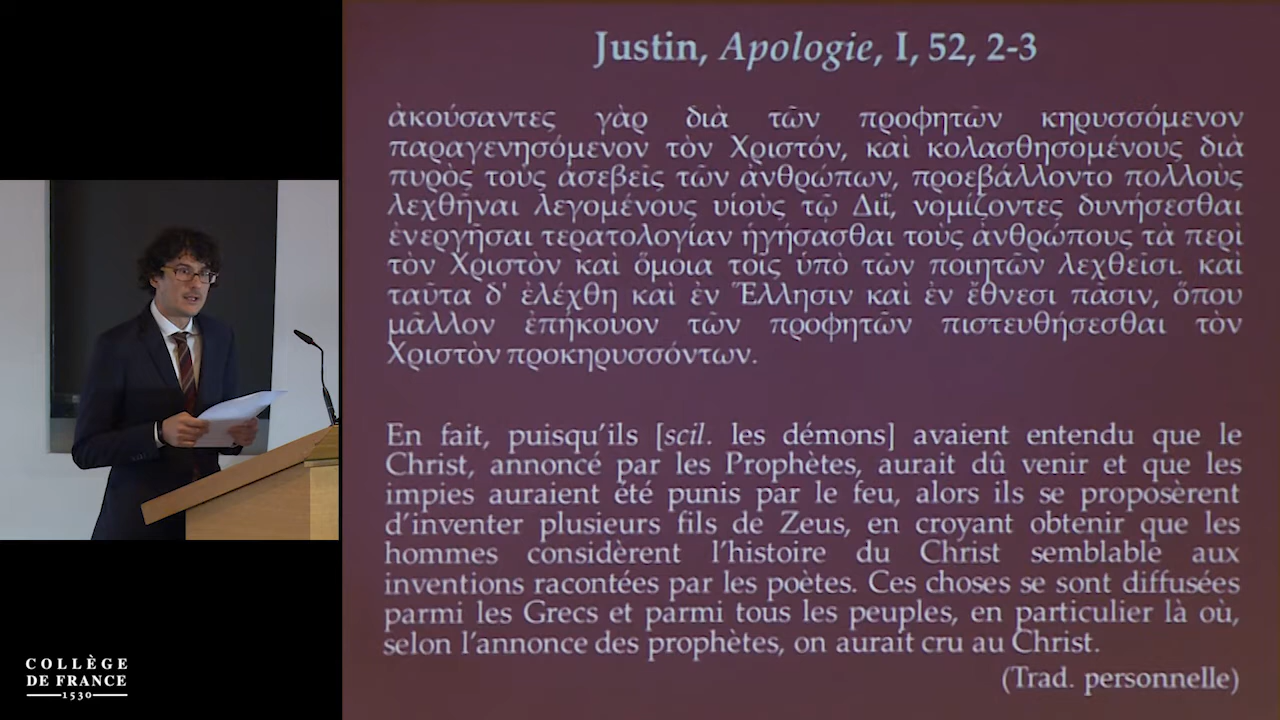 Justin, Apologie, I, 52, 2-3
ἀκούσαντες γὰρ διὰ τῶν προφητῶν κηρυσσόμενον
παραγενησόμενον τὸν Χριστόν, καὶ κολασθησομένους διὰ
πυρὸς τοὺς ἀσεβεῖς τῶν ἀνθρώπων, προεβάλλοντο πολλοὺς
λεχθῆναι λεγομένους υἱοὺς τῷ Διΐ, νομίζοντες δυνήσεσθαι
ἐνεργῆσαι τερατολογίαν ἡγήσασθαι τοὺς ἀνθρώπους τὰ περὶ
τὸν Χριστὸν καὶ ὅμοια τοῖς ὑπὸ τῶν ποιητῶν λεχθεῖσι. καὶ
ταῦτα δ' ἐλέχθη καὶ ἐν Ἕλλησιν καὶ ἐν ἔθνεσι πᾶσιν, ὅπου
μᾶλλον ἐπήκουον τῶν προφητῶν πιστευθήσεσθαι τὸν
Χριστὸν προκηρυσσόντων.
En fait, puisqu'ils [scil. les démons] avaient entendu que le
Christ, annoncé par les Prophètes, aurait dû venir et que les
impies auraient été punis par le feu, alors ils se proposèrent
d'inventer plusieurs fils de Zeus, en croyant obtenir que les
hommes considèrent l'histoire du Christ semblable aux
inventions racontées par les poètes. Ces choses se sont diffusées
parmi les Grecs et parmi tous les peuples, en particulier là où,
selon l'annonce des prophètes, on aurait cru au Christ.
(Trad. personnelle)
COLLÈGE
DE FRANCE
1530